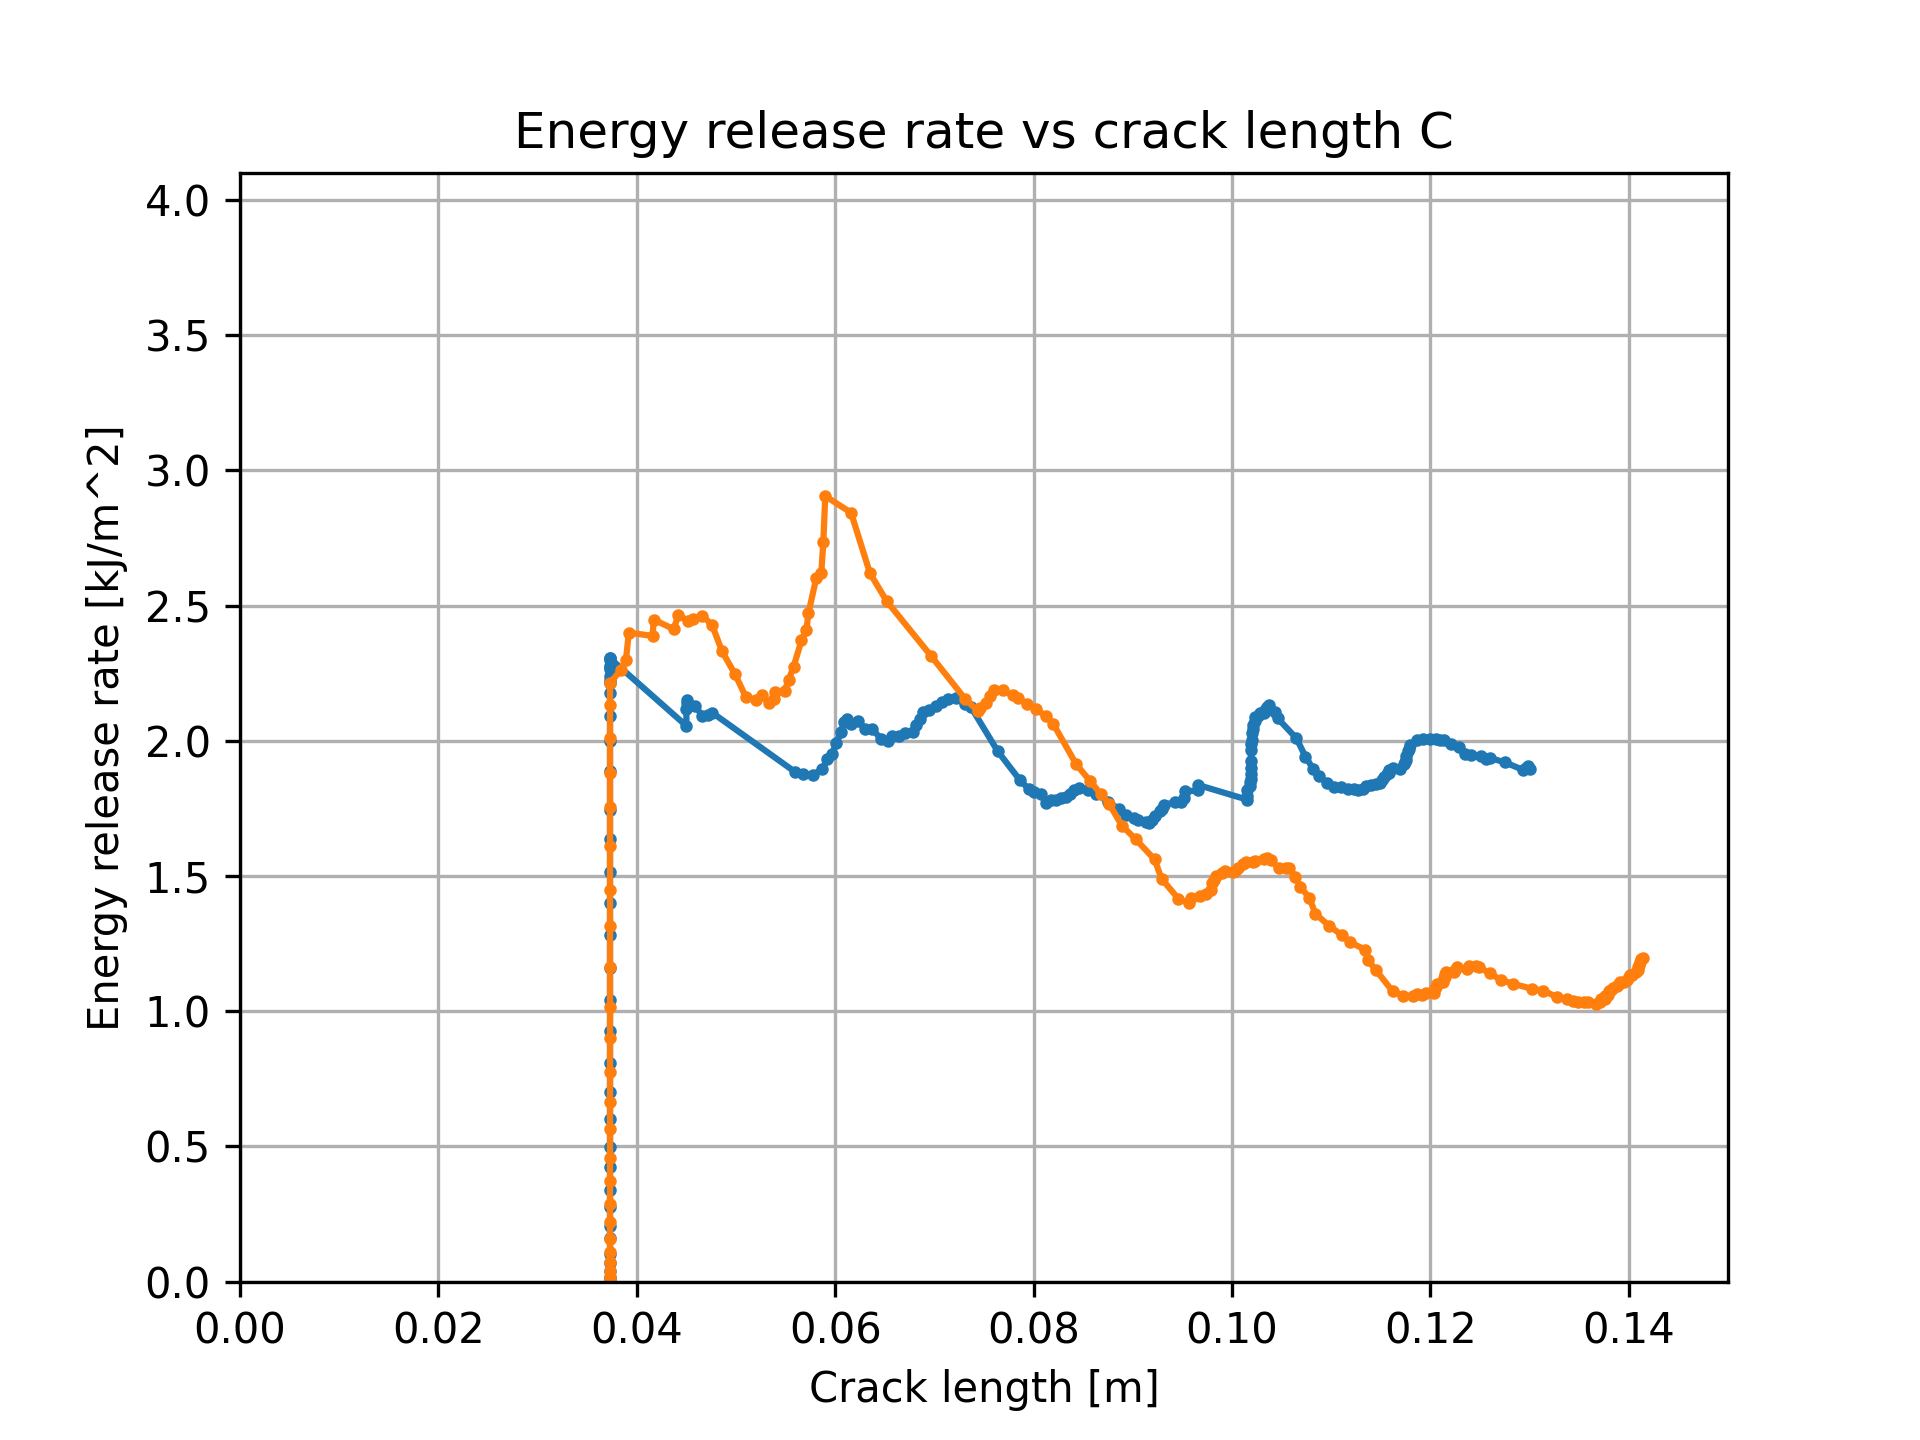 Energy release rate vs crack length C
4.0
3.5
3.0
2.5
2.0
1.5
1.0
0.5
0.0
Energy release rate [kJ/m^2]
0.00 0.02 0.04 0.06 0.08 0.10 0.12 0.14
Crack length [m]